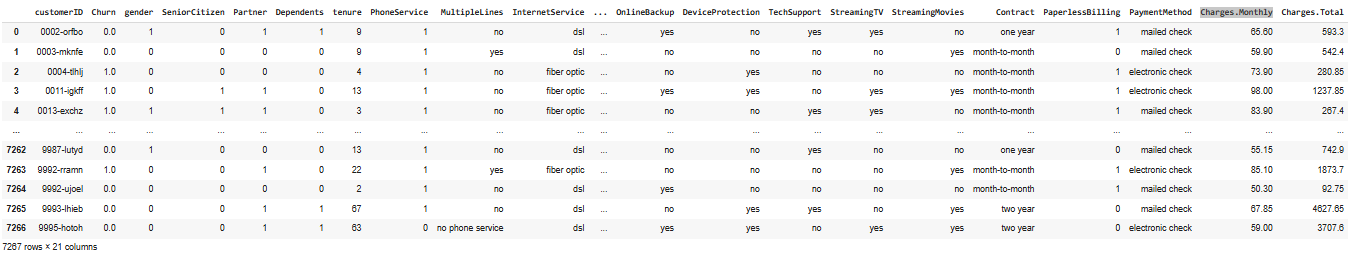 customerID Churn gender SeniorCitizen Partner Dependents tenure PhoneService MultipleLines InternetService ... OnlineBackup DeviceProtection TechSupport StreamingTV StreamingMovies Contract PaperlessBilling PaymentMethod Charges.Monthly Charges.Total
0 0002-orfbo 0.0 1 0 1 1 9 1 no dsl ... yes no yes yes no one year 1 mailed check 65.60 593.3
1 0003-mknfe 0.0 0 0 0 0 9 1 yes dsl ... no no no no yes month-to-month 0 mailed check 59.90 542.4
2 0004-tlhlj 1.0 0 0 0 0 4 1 no fiber optic ... no yes no no no month-to-month 1 electronic check 73.90 280.85
3 0011-igkff 1.0 0 1 1 0 13 1 no fiber optic ... yes yes no yes yes month-to-month 1 electronic check 98.00 1237.85
4 0013-exchz 1.0 1 1 1 0 3 1 no fiber optic ... no no yes yes no month-to-month 1 mailed check 83.90 267.4
... ... ... ... ... ... ... ... ... ... ... ... ... ... ... ... ... ... ... ... ... ...
7262 9987-lutyd 0.0 1 0 0 0 13 1 no dsl ... no no yes no no one year 0 mailed check 55.15 742.9
7263 9992-rramn 1.0 0 0 1 0 22 1 yes fiber optic ... no no no no yes month-to-month 1 electronic check 85.10 1873.7
7264 9992-ujoel 0.0 0 0 0 0 2 1 no dsl ... yes no no no no month-to-month 1 mailed check 50.30 92.75
7265 9993-lhieb 0.0 0 0 1 1 67 1 no dsl ... no yes yes no yes two year 0 mailed check 67.85 4627.65
7266 9995-hotoh 0.0 0 0 1 1 63 0 no phone service dsl ... yes yes no yes yes two year 0 electronic check 59.00 3707.6
7267 rows × 21 columns